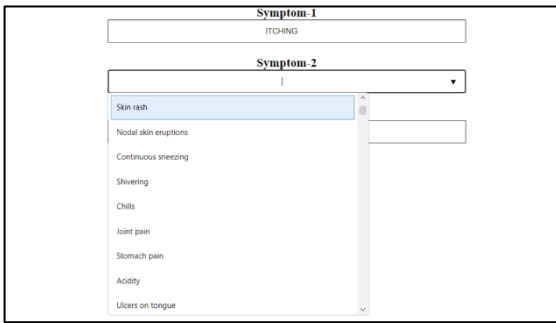 Symptom-1
ITCHING
Symptom-2
Skin rash
Nodal skin eruptions
Continuous sneezing
Shivering
Chills
Joint pain
Stomach pain
Acidity
Ulcers on tongue